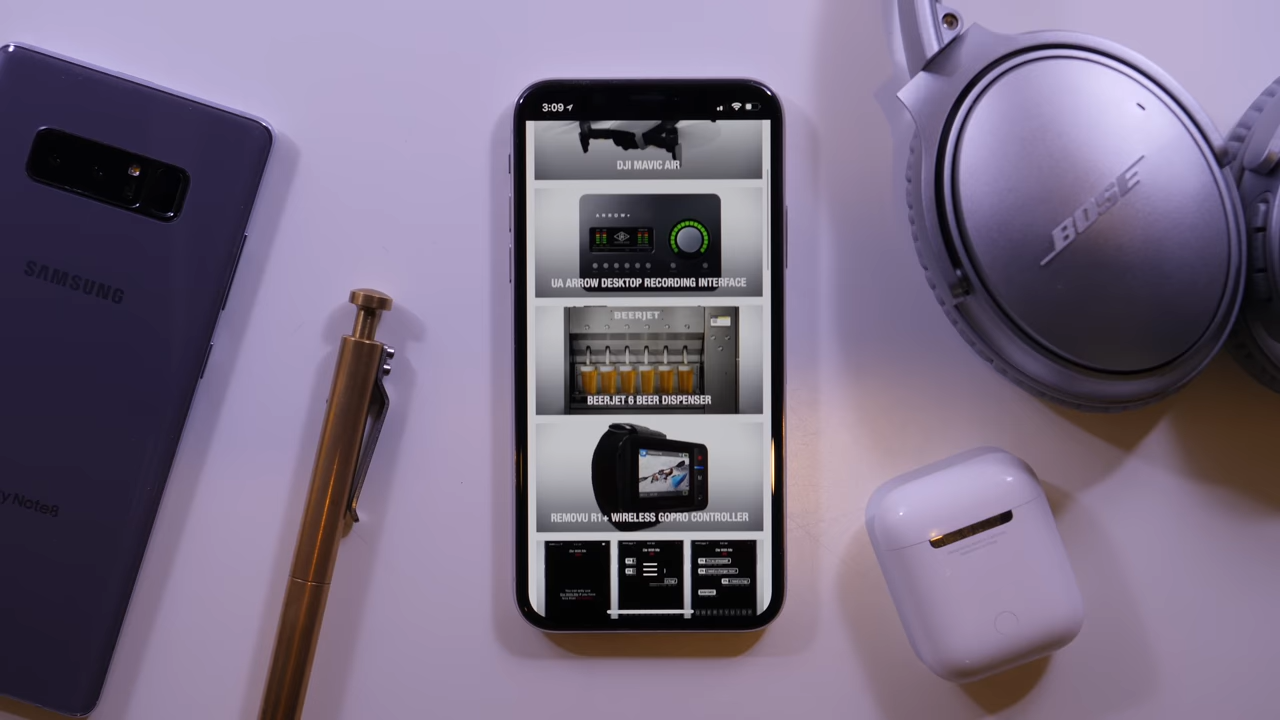 SAMSUNG
y Note8
3:09
DJI MAVIC AIR
ARROW
UA ARROW DESKTOP RECORDING INTERFACE
BEERJET
BEERJET 6 BEER DISPENSER
REMOVU R1+ WIRELESS GOPRO CONTROLLER
BOSE